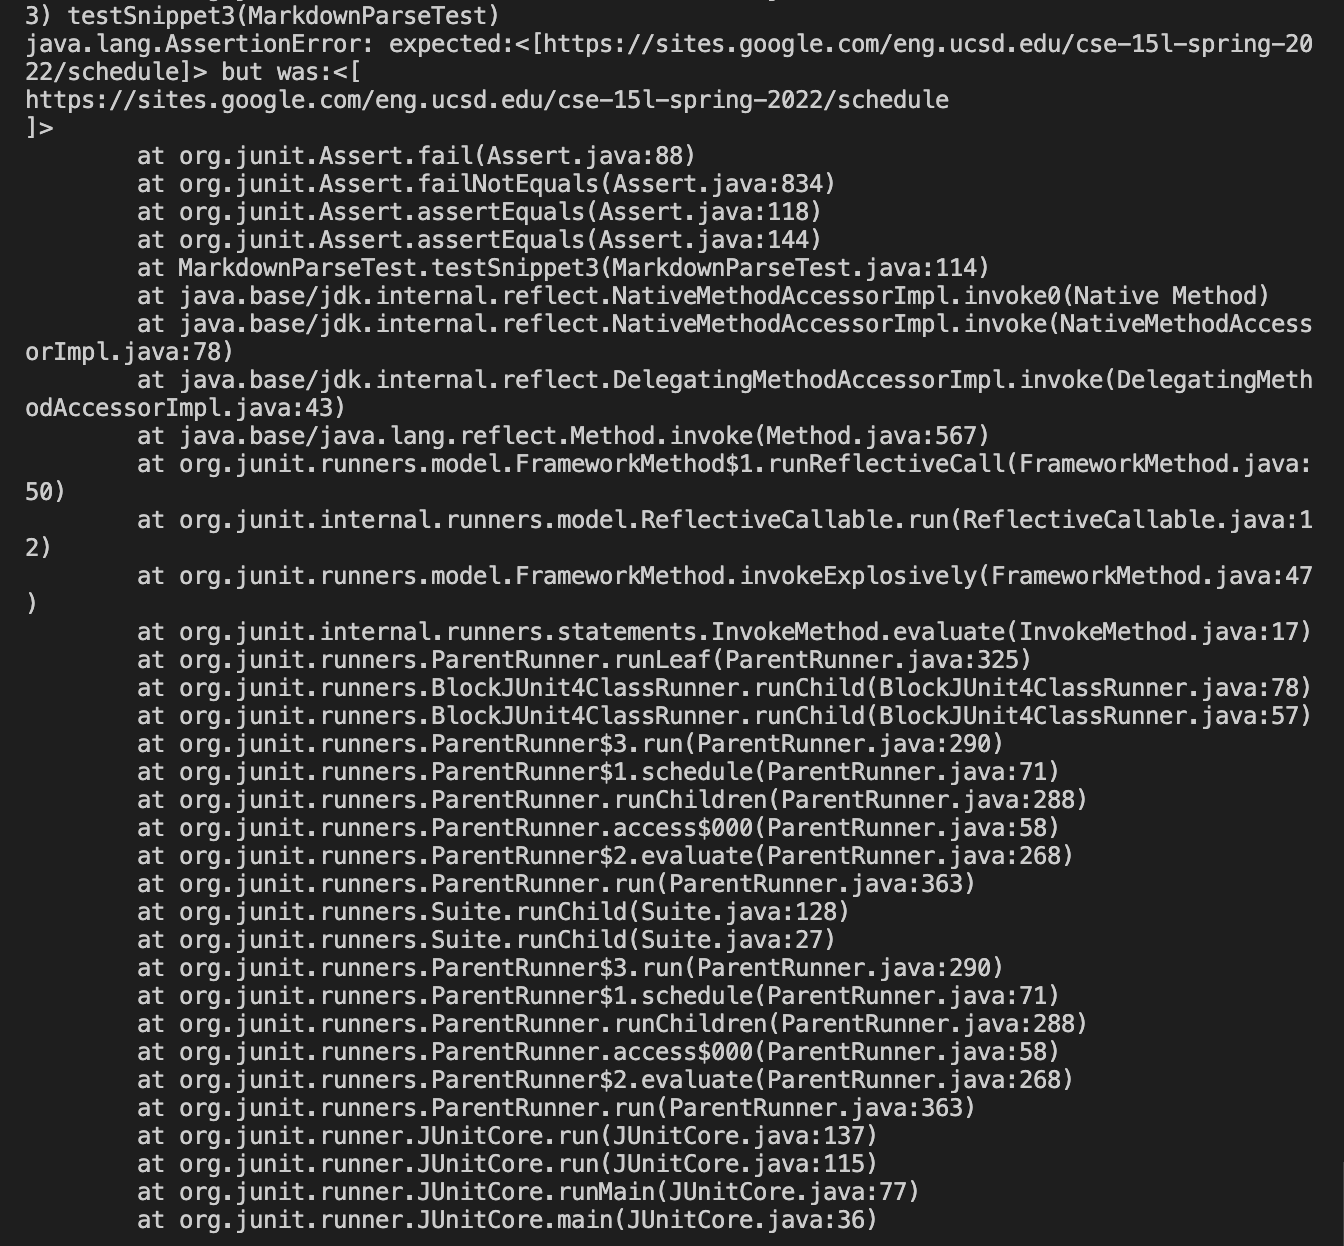 3) testSnippet3(MarkdownParseTest)
java.lang.AssertionError: expected:<[https://sites.google.com/eng.ucsd.edu/cse-15l-spring-20
22/schedule]> but was:<[
https://sites.google.com/eng.ucsd.edu/cse-15l-spring-2022/schedule
]>
        at org.junit.Assert.fail(Assert.java:88)
        at org.junit.Assert.failNotEquals(Assert.java:834)
        at org.junit.Assert.assertEquals(Assert.java:118)
        at org.junit.Assert.assertEquals(Assert.java:144)
        at MarkdownParseTest.testSnippet3(MarkdownParseTest.java:114)
        at java.base/jdk.internal.reflect.NativeMethodAccessorImpl.invoke0(Native Method)
        at java.base/jdk.internal.reflect.NativeMethodAccessorImpl.invoke(NativeMethodAccess
orImpl.java:78)
        at java.base/jdk.internal.reflect.DelegatingMethodAccessorImpl.invoke(DelegatingMeth
odAccessorImpl.java:43)
        at java.base/java.lang.reflect.Method.invoke(Method.java:567)
        at org.junit.runners.model.FrameworkMethod$1.runReflectiveCall(FrameworkMethod.java:
50)
        at org.junit.internal.runners.model.ReflectiveCallable.run(ReflectiveCallable.java:1
2)
        at org.junit.runners.model.FrameworkMethod.invokeExplosively(FrameworkMethod.java:47
)
        at org.junit.internal.runners.statements.InvokeMethod.evaluate(InvokeMethod.java:17)
        at org.junit.runners.ParentRunner.runLeaf(ParentRunner.java:325)
        at org.junit.runners.BlockJUnit4ClassRunner.runChild(BlockJUnit4ClassRunner.java:78)
        at org.junit.runners.BlockJUnit4ClassRunner.runChild(BlockJUnit4ClassRunner.java:57)
        at org.junit.runners.ParentRunner$3.run(ParentRunner.java:290)
        at org.junit.runners.ParentRunner$1.schedule(ParentRunner.java:71)
        at org.junit.runners.ParentRunner.runChildren(ParentRunner.java:288)
        at org.junit.runners.ParentRunner.access$000(ParentRunner.java:58)
        at org.junit.runners.ParentRunner$2.evaluate(ParentRunner.java:268)
        at org.junit.runners.ParentRunner.run(ParentRunner.java:363)
        at org.junit.runners.Suite.runChild(Suite.java:128)
        at org.junit.runners.Suite.runChild(Suite.java:27)
        at org.junit.runners.ParentRunner$3.run(ParentRunner.java:290)
        at org.junit.runners.ParentRunner$1.schedule(ParentRunner.java:71)
        at org.junit.runners.ParentRunner.runChildren(ParentRunner.java:288)
        at org.junit.runners.ParentRunner.access$000(ParentRunner.java:58)
        at org.junit.runners.ParentRunner$2.evaluate(ParentRunner.java:268)
        at org.junit.runners.ParentRunner.run(ParentRunner.java:363)
        at org.junit.runner.JUnitCore.run(JUnitCore.java:137)
        at org.junit.runner.JUnitCore.run(JUnitCore.java:115)
        at org.junit.runner.JUnitCore.runMain(JUnitCore.java:77)
        at org.junit.runner.JUnitCore.main(JUnitCore.java:36)